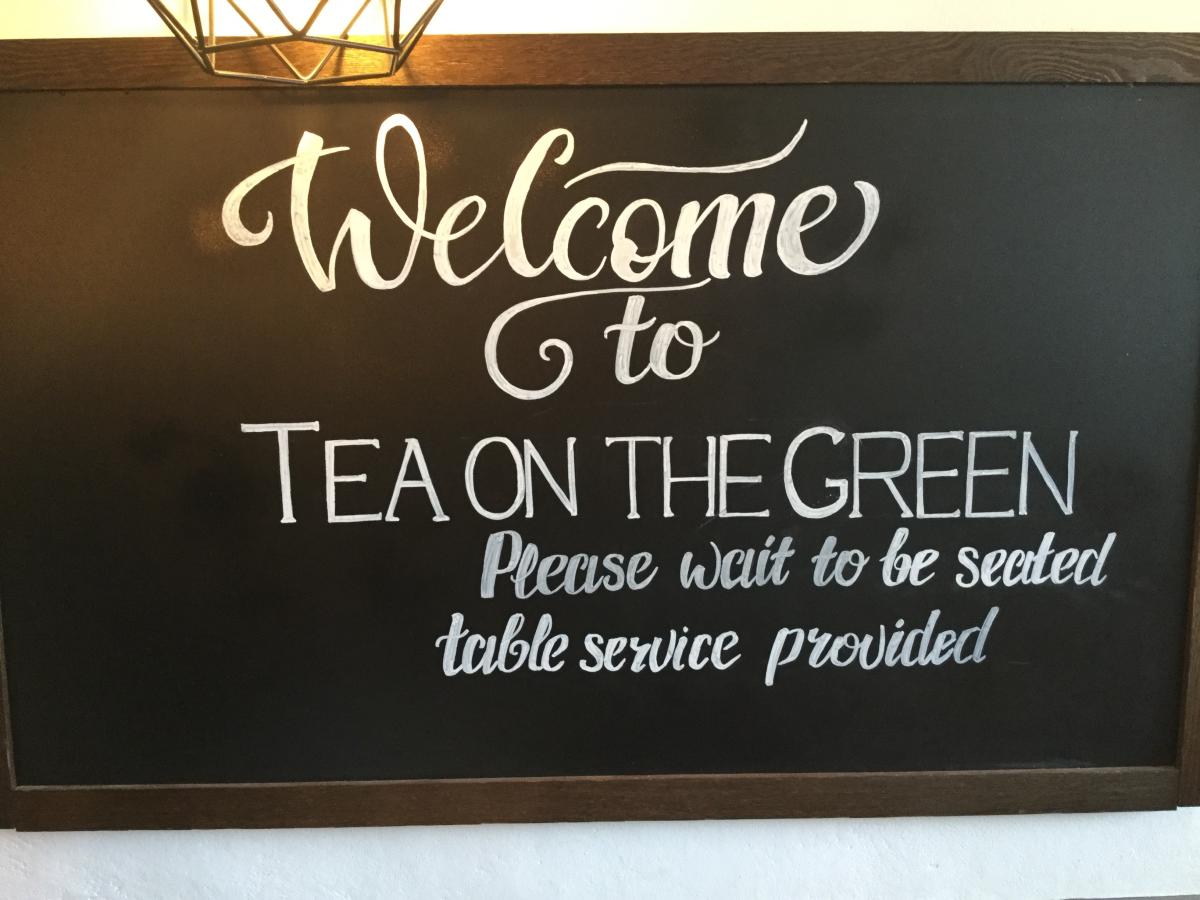 Welcome
to
TEA ON THE GREEN
Please wait to be seated
table service provided